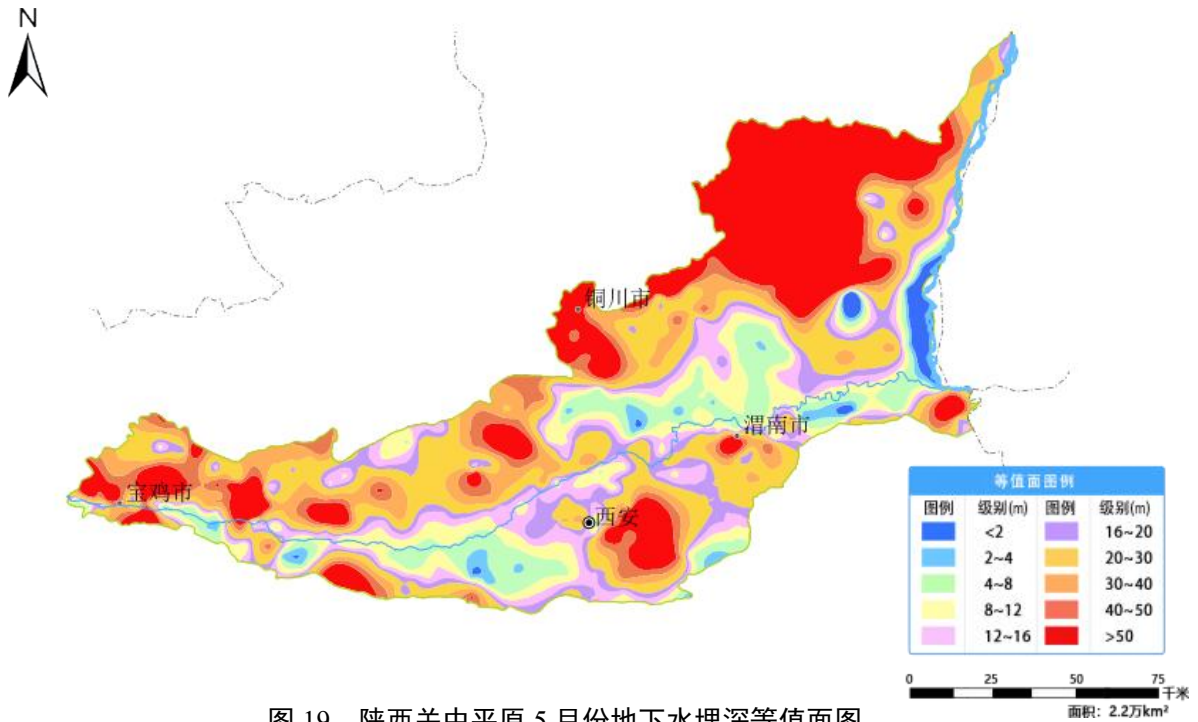 N
铜川市
渭南市
宝鸡市
西安
等值面图例
图例 级别(m) 图例 级别(m)
<2 16~20
2~4 20~30
4~8 30~40
8~12 40~50
12~16 >50
0 25 50 75
千米
面积：2.2万km²
图 19 陕西关中平原 5 月份地下水埋深等值面图